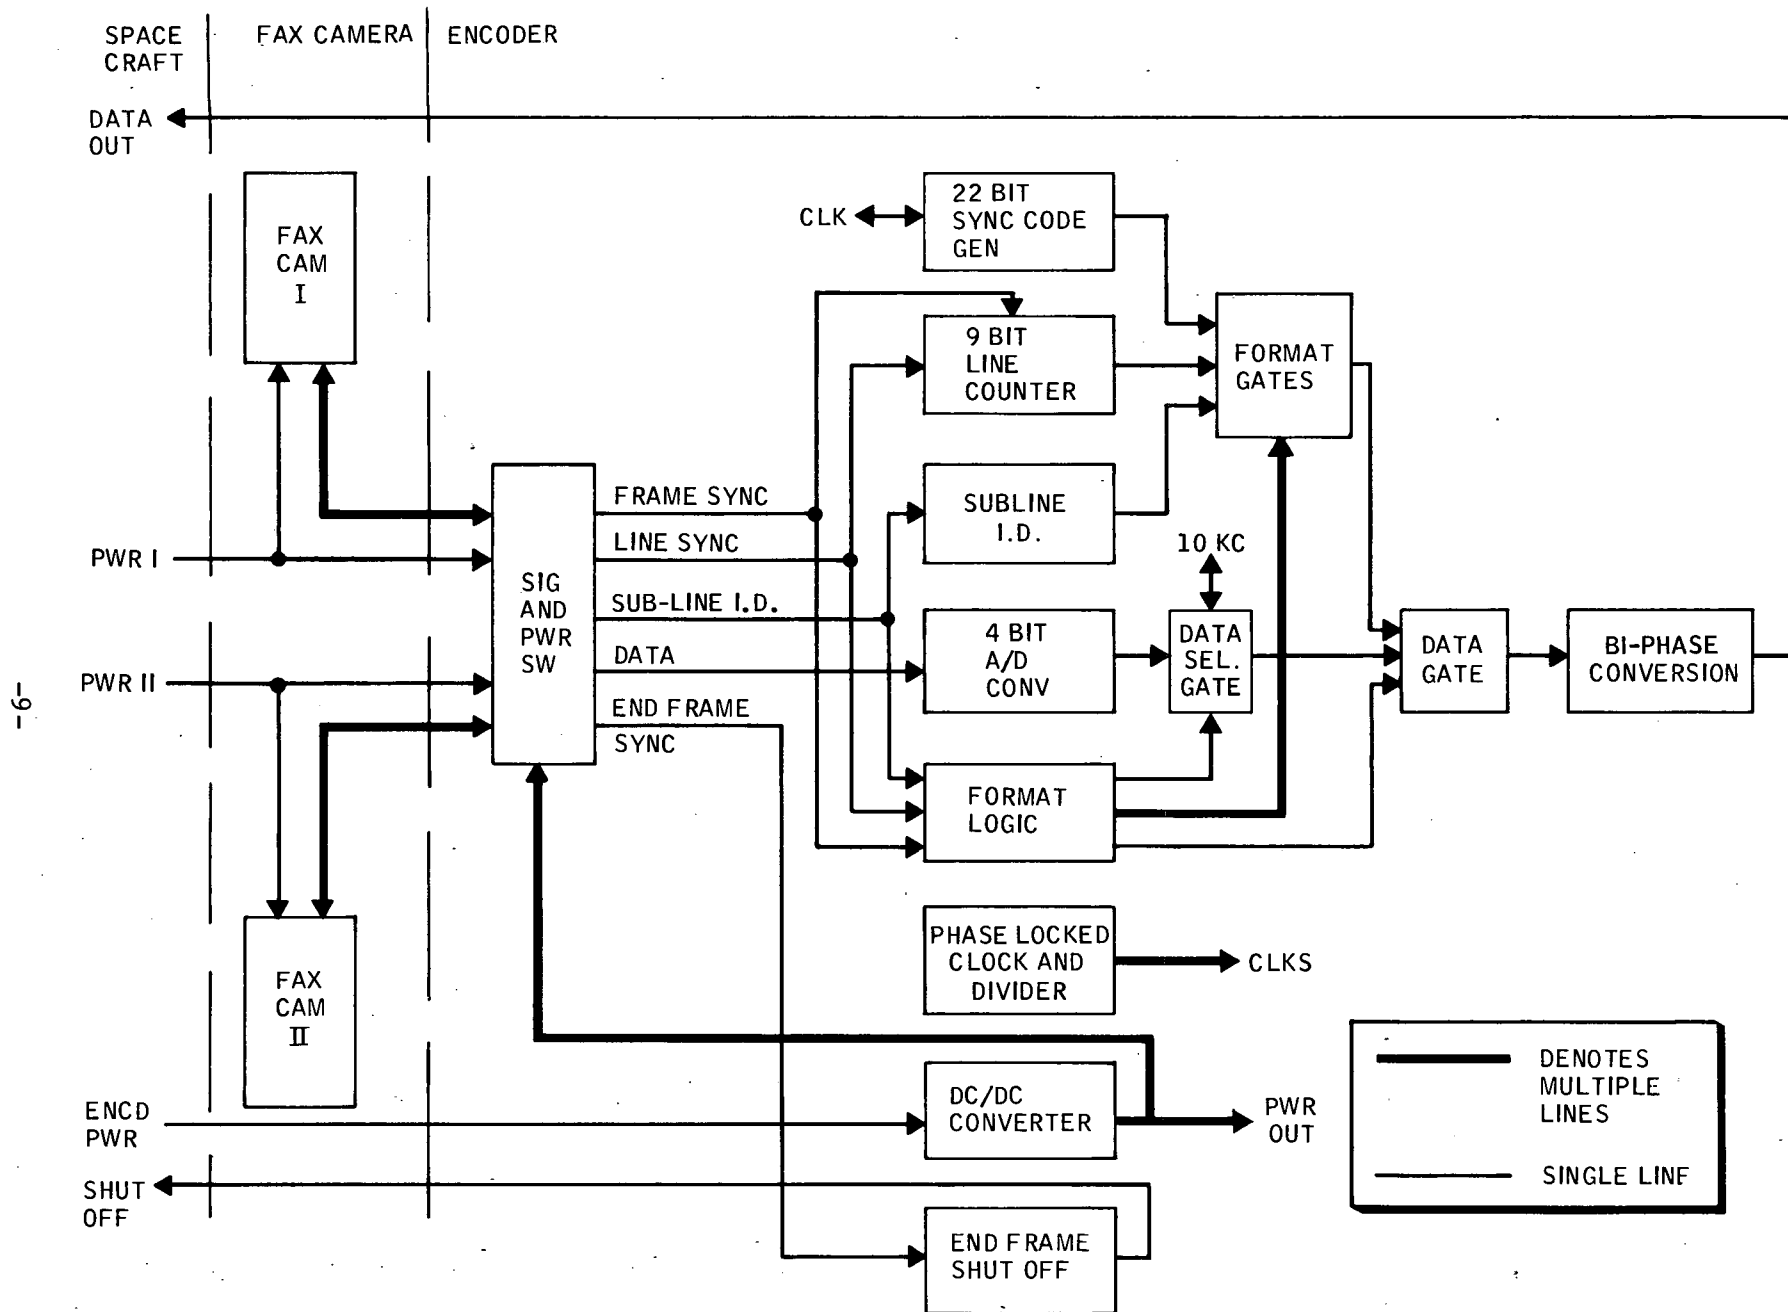 SPACE
CRAFT
FAX CAMERA
ENCODER
DATA
OUT
FAX
CAM
I
CLK
22 BIT
SYNC CODE
GEN
9 BIT
LINE
COUNTER
FORMAT
GATES
SUBLINE
I.D.
10 KC
FRAME SYNC
LINE SYNC
SUB-LINE I.D.
DATA
END FRAME
SYNC
PWR I
PWR II
SIG
AND
PWR
SW
4 BIT
A/D
CONV
DATA
SEL.
GATE
DATA
GATE
BI-PHASE
CONVERSION
-6-
FORMAT
LOGIC
PHASE LOCKED
CLOCK AND
DIVIDER
CLKS
FAX
CAM
II
ENCD
PWR
DC/DC
CONVERTER
PWR
OUT
SHUT
OFF
END FRAME
SHUT OFF
DENOTES
MULTIPLE
LINES
SINGLE LINE